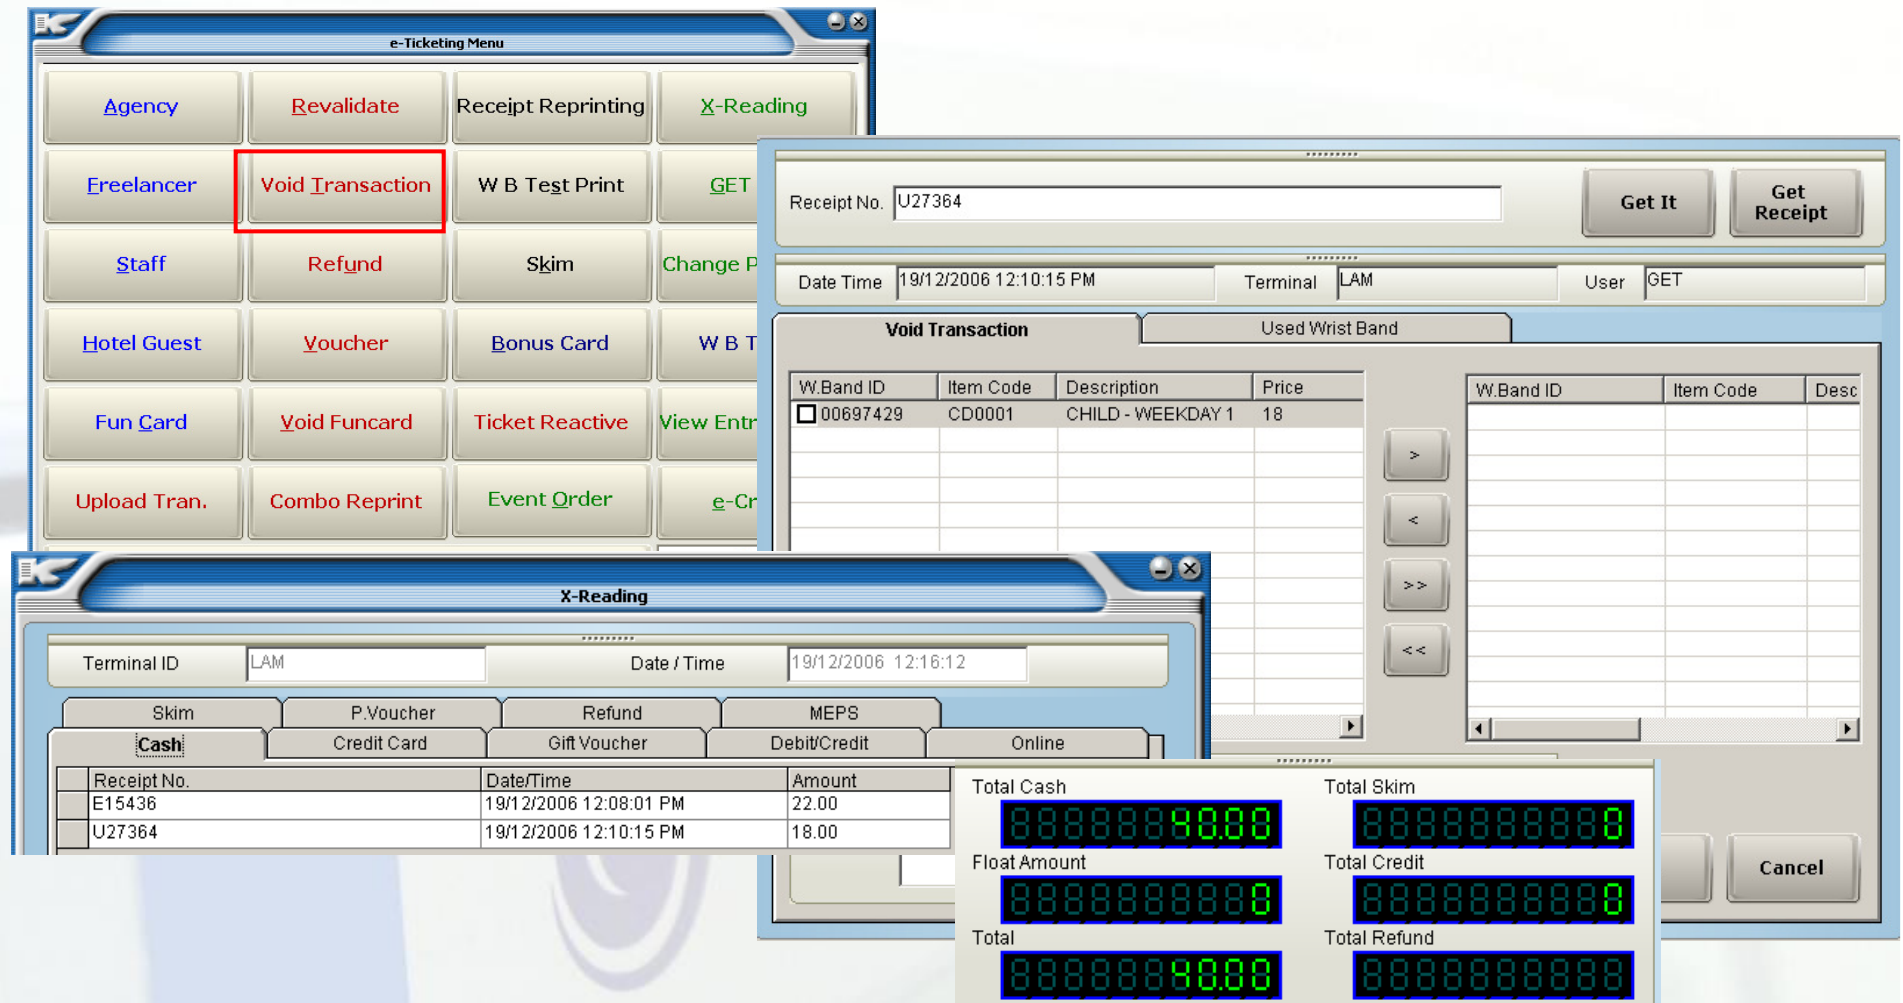 e-Ticketing Menu
Agency
Revalidate
Receipt Reprinting
X-Reading
Freelancer
Void Transaction
W B Test Print
GET
Staff
Refund
Skim
Change P
Hotel Guest
Voucher
Bonus Card
W B T
Fun Card
Void Funcard
Ticket Reactive
View Entr
Upload Tran.
Combo Reprint
Event Order
e-Cr
Receipt No. U27364
Get It
Get
Receipt
Date Time 19/12/2006 12:10:15 PM Terminal LAM User GET
Void Transaction Used Wrist Band
W.Band ID Item Code Description Price
00697429 CD0001 CHILD - WEEKDAY 1 18
>
<
>>
<<
W.Band ID Item Code Desc
Cancel
X-Reading
Terminal ID LAM Date / Time 19/12/2006 12:16:12
Skim P.Voucher Refund MEPS
Cash Credit Card Gift Voucher Debit/Credit Online
Receipt No. Date/Time Amount
E15436 19/12/2006 12:08:01 PM 22.00
U27364 19/12/2006 12:10:15 PM 18.00
Total Cash Total Skim
40.00 0
Float Amount Total Credit
0 0
Total Total Refund
40.00